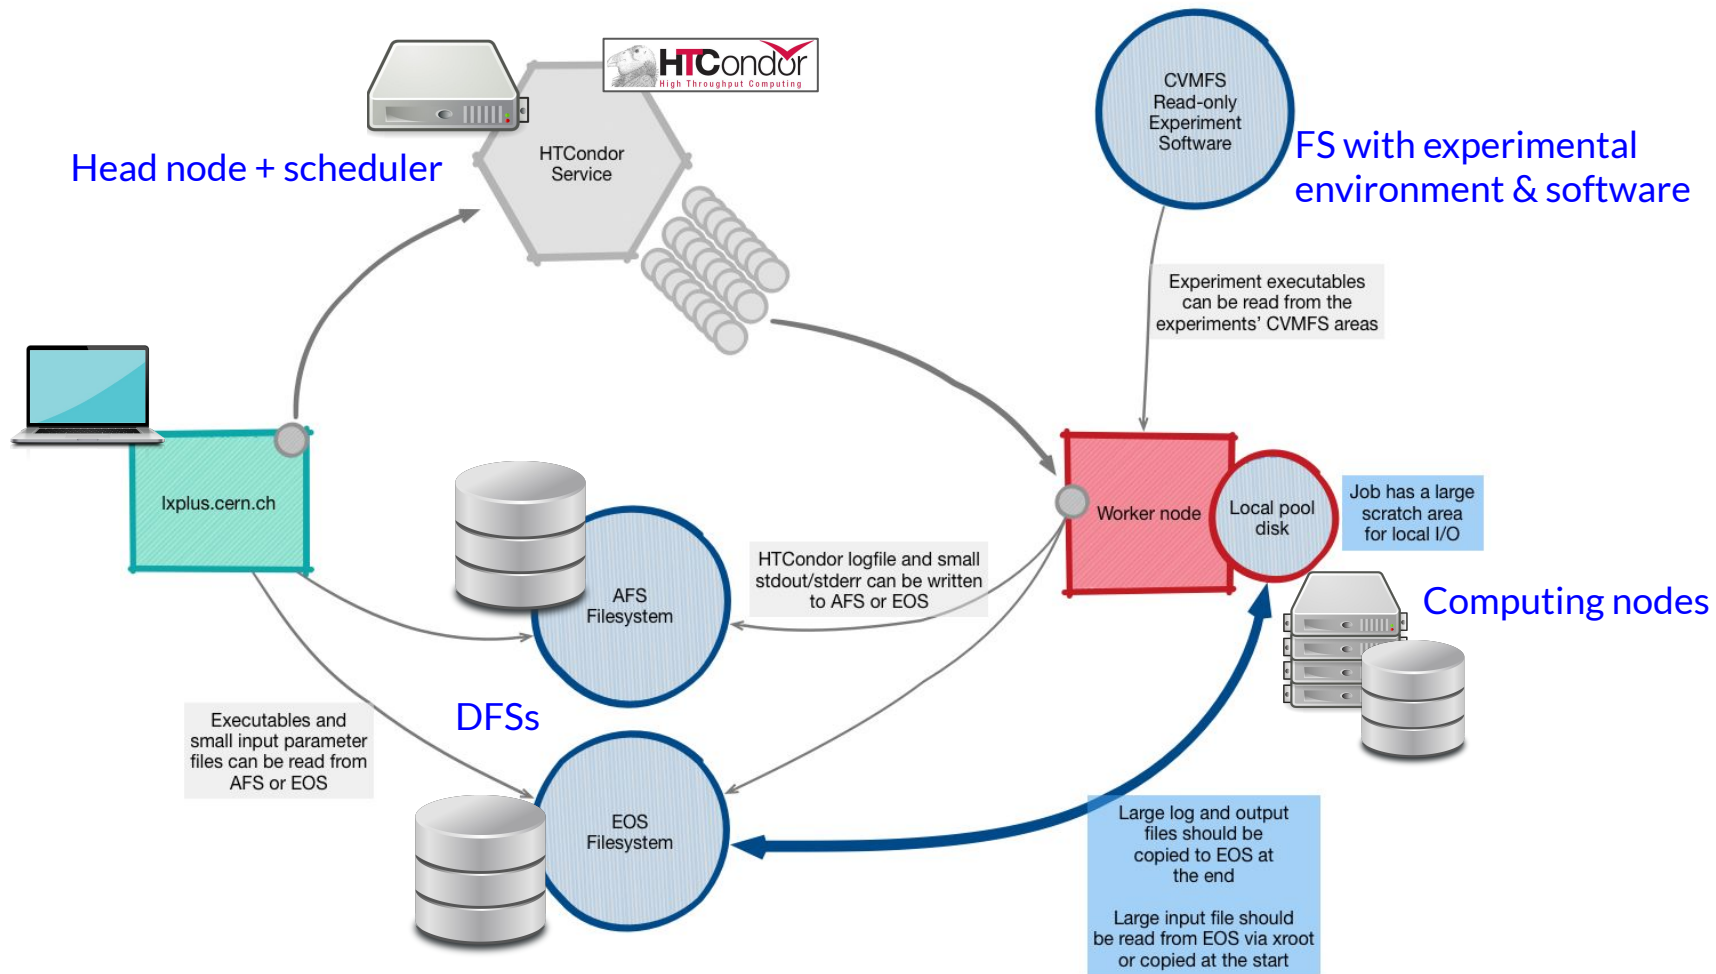 HTCondor
High Throughput Computing
CVMFS
Read-only
Experiment
Software
FS with experimental
environment & software
Head node + scheduler
HTCondor
Service
Experiment executables
can be read from the
experiments’ CVMFS areas
lxplus.cern.ch
Worker node
Local pool
disk
Job has a large
scratch area
for local I/O
HTCondor logfile and small
stdout/stderr can be written
to AFS or EOS
AFS
Filesystem
Computing nodes
DFSs
Executables and
small input parameter
files can be read from
AFS or EOS
EOS
Filesystem
Large log and output
files should be
copied to EOS at
the end
Large input file should
be read from EOS via xroot
or copied at the start